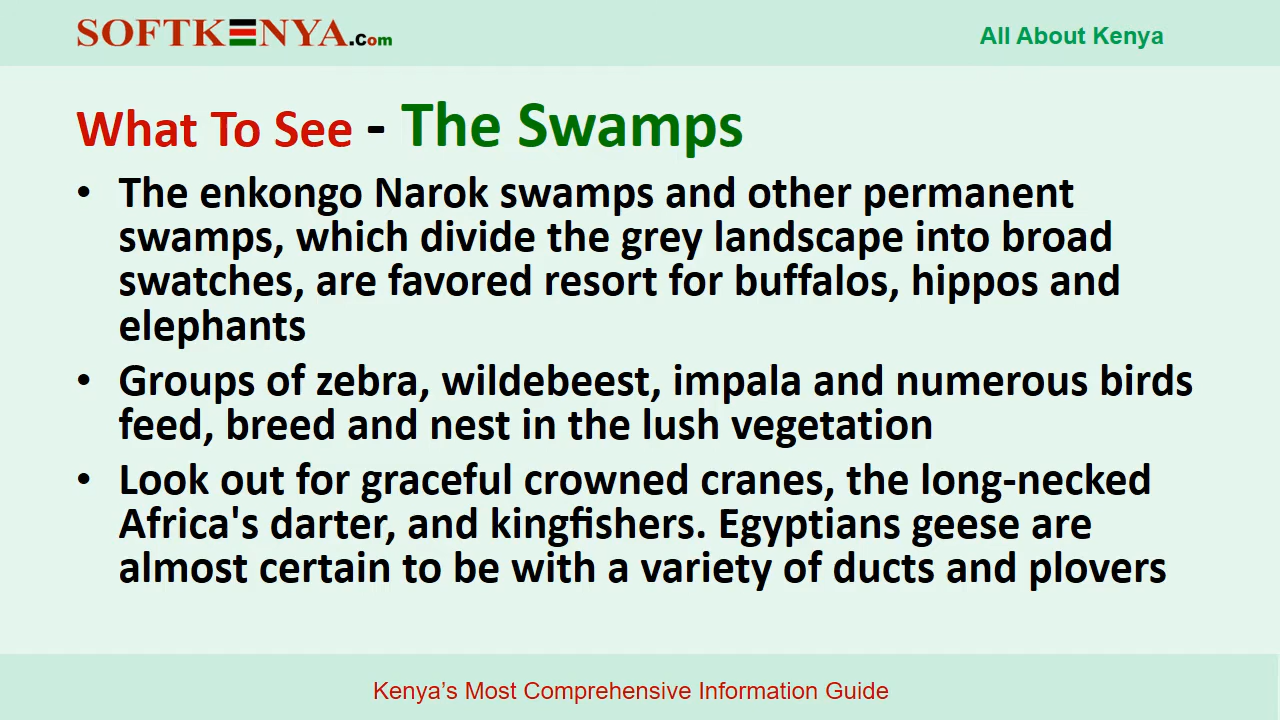 SOFTKENYA.Com
All About Kenya
What To See - The Swamps
• The enkongo Narok swamps and other permanent
swamps, which divide the grey landscape into broad
swatches, are favored resort for buffalos, hippos and
elephants
• Groups of zebra, wildebeest, impala and numerous birds
feed, breed and nest in the lush vegetation
• Look out for graceful crowned cranes, the long-necked
Africa's darter, and kingfishers. Egyptians geese are
almost certain to be with a variety of ducts and plovers
Kenya’s Most Comprehensive Information Guide